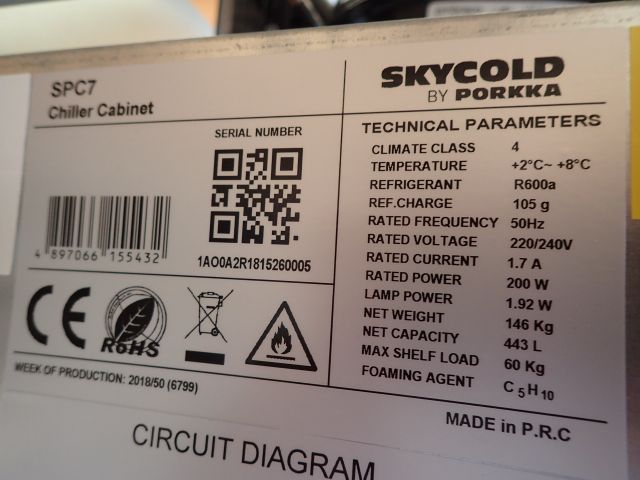 SPC7
Chiller Cabinet
SERIAL NUMBER
4 897066 155432
1AO0A2R1815260005
CE
RoHS
WEEK OF PRODUCTION: 2018/50 (6799)
SKYCOLD
BY PORKKA
TECHNICAL PARAMETERS
CLIMATE CLASS 4
TEMPERATURE +2°C~ +8°C
REFRIGERANT R600a
REF.CHARGE 105 g
RATED FREQUENCY 50Hz
RATED VOLTAGE 220/240V
RATED CURRENT 1.7 A
RATED POWER 200 W
LAMP POWER 1.92 W
NET WEIGHT 146 Kg
NET CAPACITY 443 L
MAX SHELF LOAD 60 Kg
FOAMING AGENT C5H10
MADE IN P.R.C
CIRCUIT DIAGRAM